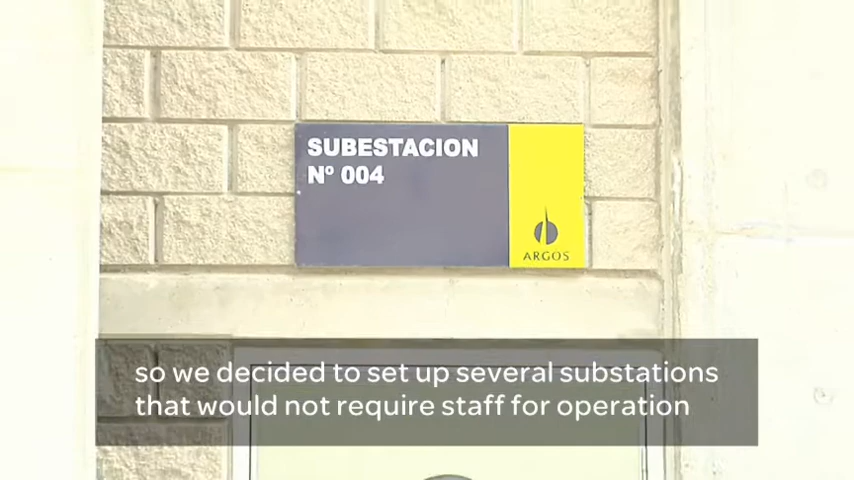 SUBESTACION
Nº 004
ARGOS
so we decided to set up several substations
that would not require staff for operation